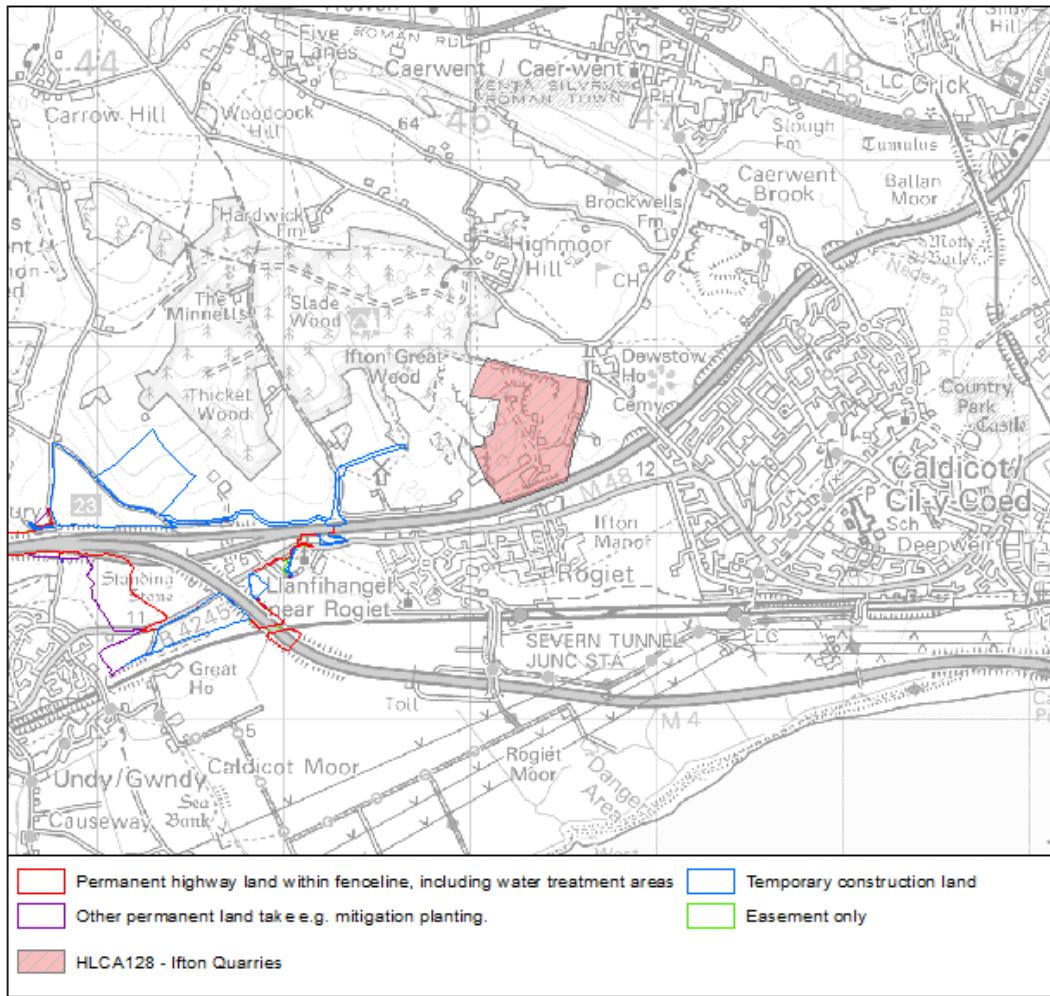 Five
Lanes
ROMAN RD
Caerwent / Caer-went
VENTA SILVRVM
ROMAN TOWN
PH
LC
Crick
44
46
47
48
Carrow Hill
Woodcock
Hill
64
Slough
Fm
Tumulus
Caerwent
Brook
Ballan
Moor
Brockwells
Fm
Hardwick
Fm
Highmoor
Hill
CH
Motte
& Bailey
Nedern Brook
The
Minnetts
Slade
Wood
Ifton Great
Wood
Dewstow
Ho
Cemy
Thicket
Wood
Country
Park
Castle
M 48
12
Caldicot/
Cil-y-Coed
P
Sch
Deepweir
23
bury
Ifton
Manor
Rogiet
Standing
Stone
Llanfihangel
near Rogiet
11
SEVERN TUNNEL
JUNC STA
LC
Great
Ho
Toll
M 4
5
Rogiet
Moor
Danger
Area
Undy/Gwndy
Caldicot Moor
Sea
Bank
Causeway
Permanent highway land within fenceline, including water treatment areas
Temporary construction land
Other permanent land take e.g. mitigation planting.
Easement only
HLCA128 - Ifton Quarries